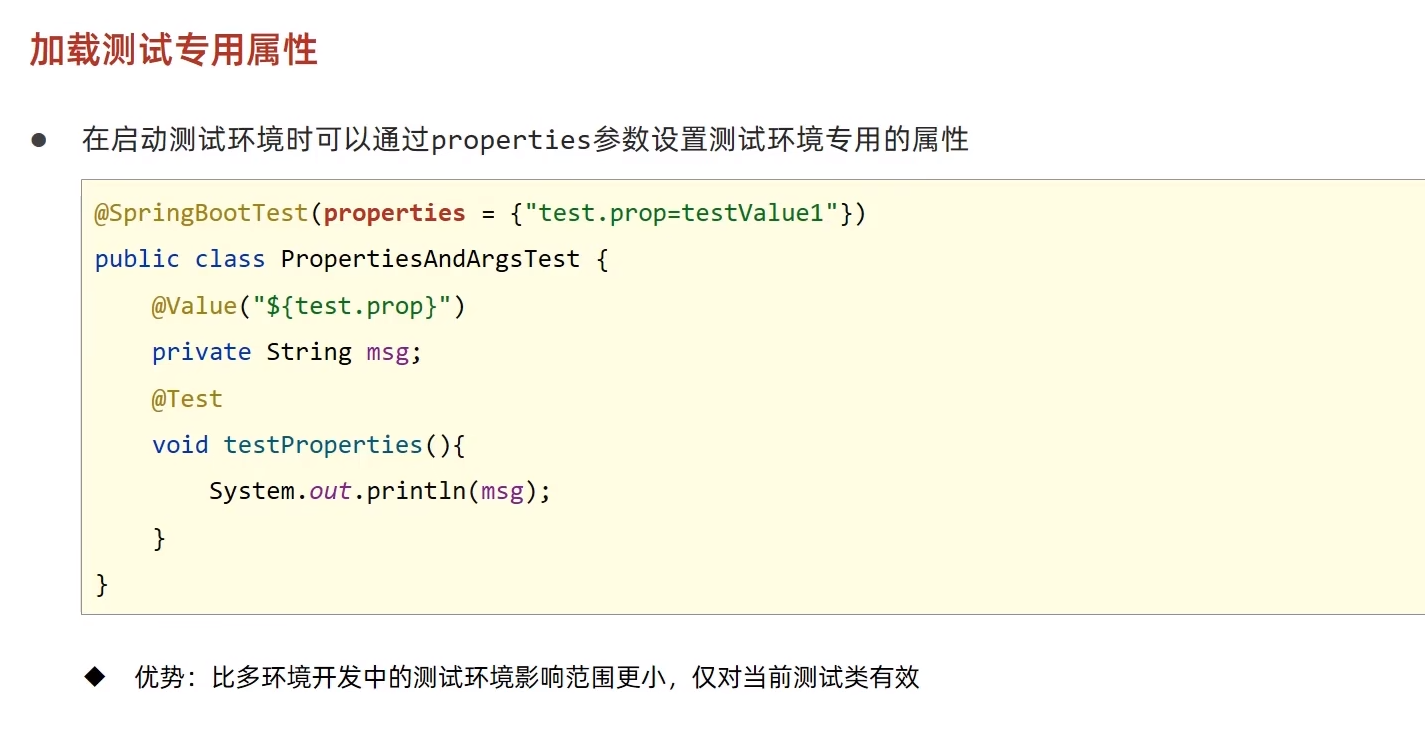 加载测试专用属性
● 在启动测试环境时可以通过properties参数设置测试环境专用的属性
@SpringBootTest(properties = {"test.prop=testValue1"})
public class PropertiesAndArgsTest {
    @Value("${test.prop}")
    private String msg;
    @Test
    void testProperties(){
        System.out.println(msg);
    }
}
◆ 优势：比多环境开发中的测试环境影响范围更小，仅对当前测试类有效